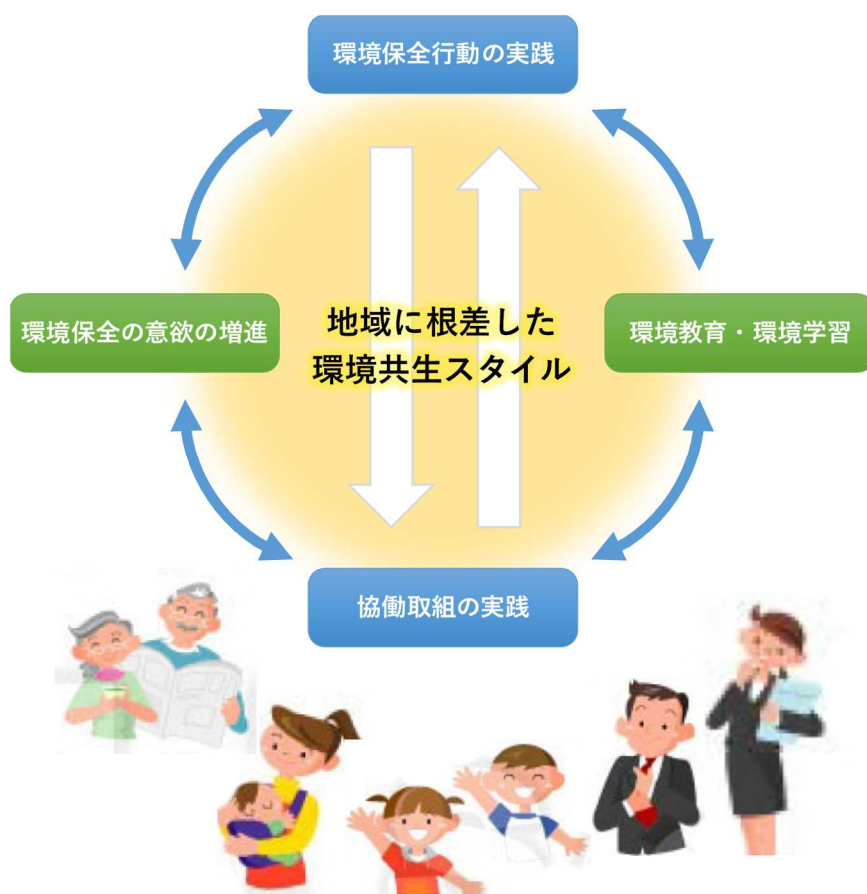 環境保全行動の実践
環境保全の意欲の増進
地域に根差した
環境共生スタイル
環境教育・環境学習
協働取組の実践